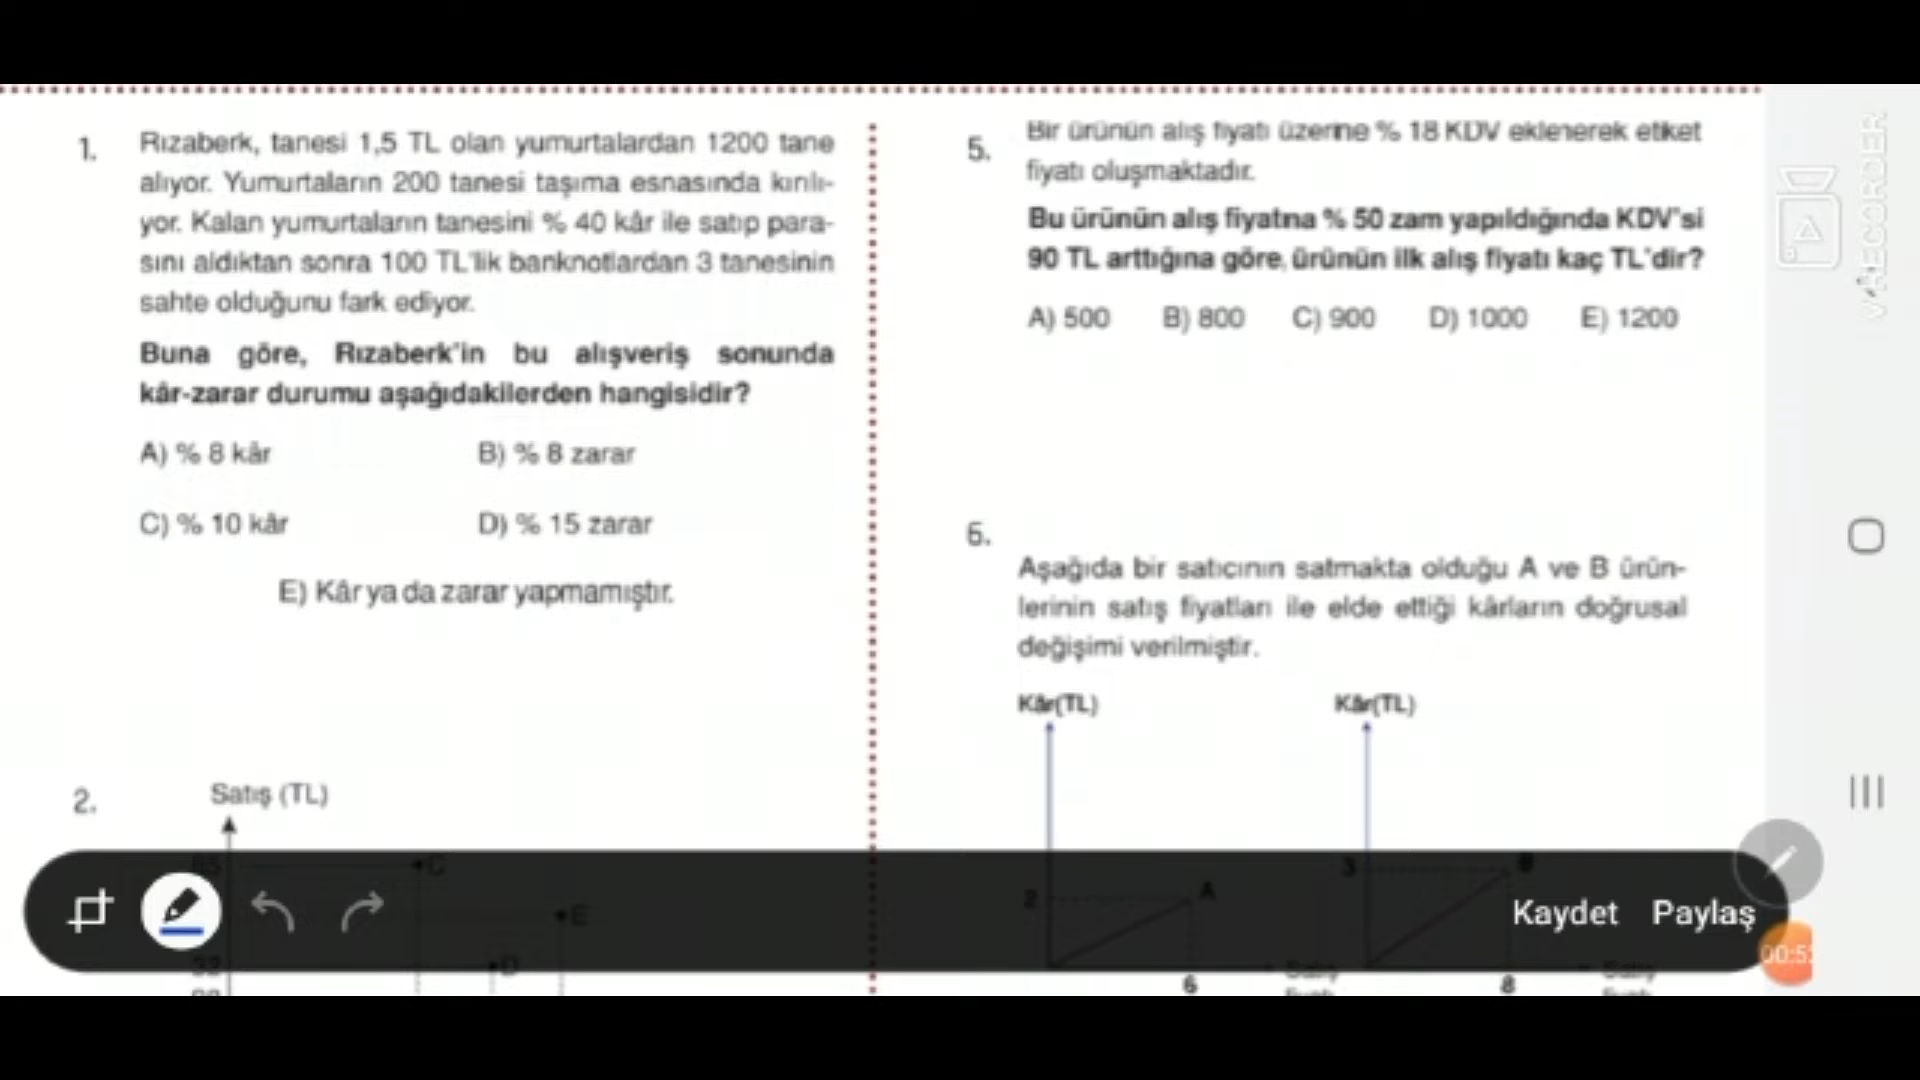 1.
Rızaberk, tanesi 1,5 TL olan yumurtalardan 1200 tane
alıyor. Yumurtaların 200 tanesi taşıma esnasında kırılı-
yor. Kalan yumurtaların tanesini % 40 kâr ile satıp para-
sını aldıktan sonra 100 TL'lik banknotlardan 3 tanesinin
sahte olduğunu fark ediyor.
Buna göre, Rızaberk'in bu alışveriş sonunda
kâr-zarar durumu aşağıdakilerden hangisidir?
A) % 8 kâr B) % 8 zarar
C) % 10 kâr D) % 15 zarar
E) Kâr ya da zarar yapmamıştır.
2.
Satış (TL)
C
E
D
5.
Bir ürünün alış fiyatı üzerine % 18 KDV eklenerek etiket
fiyatı oluşmaktadır.
Bu ürünün alış fiyatına % 50 zam yapıldığında KDV'si
90 TL arttığına göre, ürünün ilk alış fiyatı kaç TL'dir?
A) 500 B) 800 C) 900 D) 1000 E) 1200
6.
Aşağıda bir satıcının satmakta olduğu A ve B ürün-
lerinin satış fiyatları ile elde ettiği kârların doğrusal
değişimi verilmiştir.
Kâr(TL) Kâr(TL)
2 A 3 B
6 8
Kaydet Paylaş
RECORDER